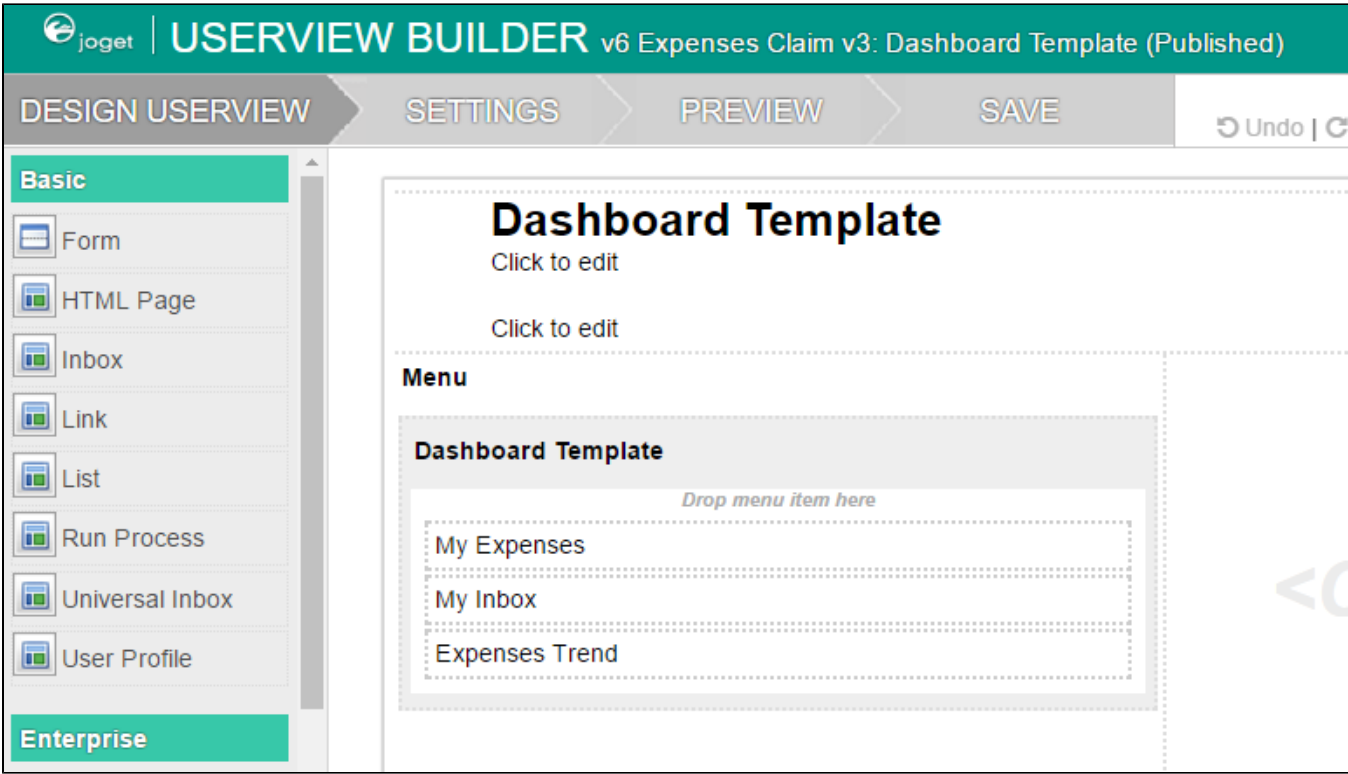 joget | USERVIEW BUILDER v6 Expenses Claim v3: Dashboard Template (Published)
DESIGN USERVIEW SETTINGS PREVIEW SAVE Undo |
Basic
Form
HTML Page
Inbox
Link
List
Run Process
Universal Inbox
User Profile
Enterprise
Dashboard Template
Click to edit
Click to edit
Menu
Dashboard Template
Drop menu item here
My Expenses
My Inbox
Expenses Trend